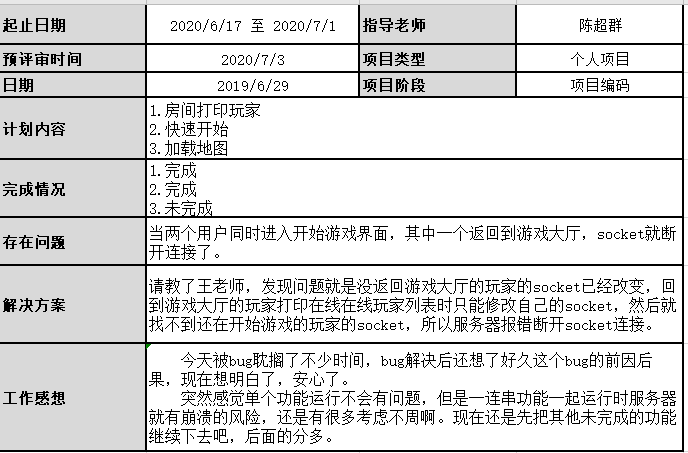 起止日期 2020/6/17 至 2020/7/1 指导老师 陈超群
预评审时间 2020/7/3 项目类型 个人项目
日期 2019/6/29 项目阶段 项目编码
计划内容
1.房间打印玩家
2.快速开始
3.加载地图
完成情况
1.完成
2.完成
3.未完成
存在问题
当两个用户同时进入开始游戏界面，其中一个返回到游戏大厅，socket就断
开连接了。
解决方案
请教了王老师，发现问题就是没返回游戏大厅的玩家的socket已经改变，回
到游戏大厅的玩家打印在线在线玩家列表时只能修改自己的socket，然后就
找不到还在开始游戏的玩家的socket，所以服务器报错断开socket连接。
工作感想
今天被bug耽搁了不少时间，bug解决后还想了好久这个bug的前因后
果，现在想明白了，安心了。
突然感觉单个功能运行不会有问题，但是一连串功能一起运行时服务器
就有崩溃的风险，还是有很多考虑不周啊。现在还是先把其他未完成的功能
继续下去吧，后面的分多。